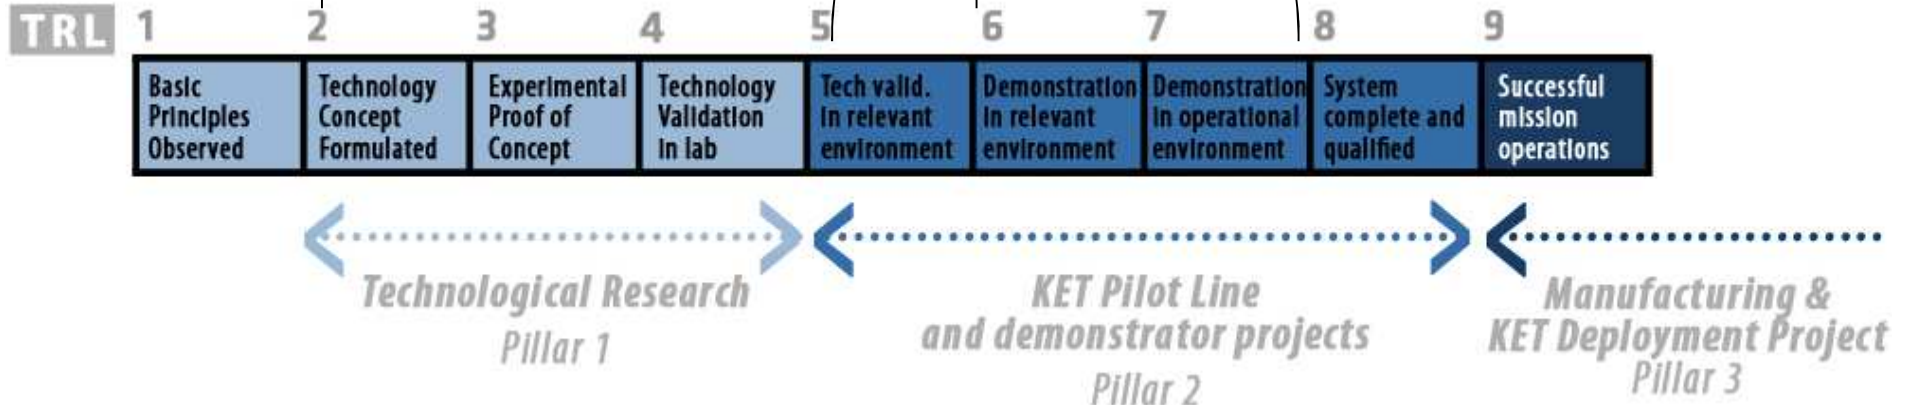 TRL 1 2 3 4 5 6 7 8 9
Basic
Principles
Observed
Technology
Concept
Formulated
Experimental
Proof of
Concept
Technology
Validation
in lab
Tech valid.
in relevant
environment
Demonstration
in relevant
environment
Demonstration
in operational
environment
System
complete and
qualified
Successful
mission
operations
Technological Research
Pillar 1
KET Pilot Line
and demonstrator projects
Pillar 2
Manufacturing &
KET Deployment Project
Pillar 3